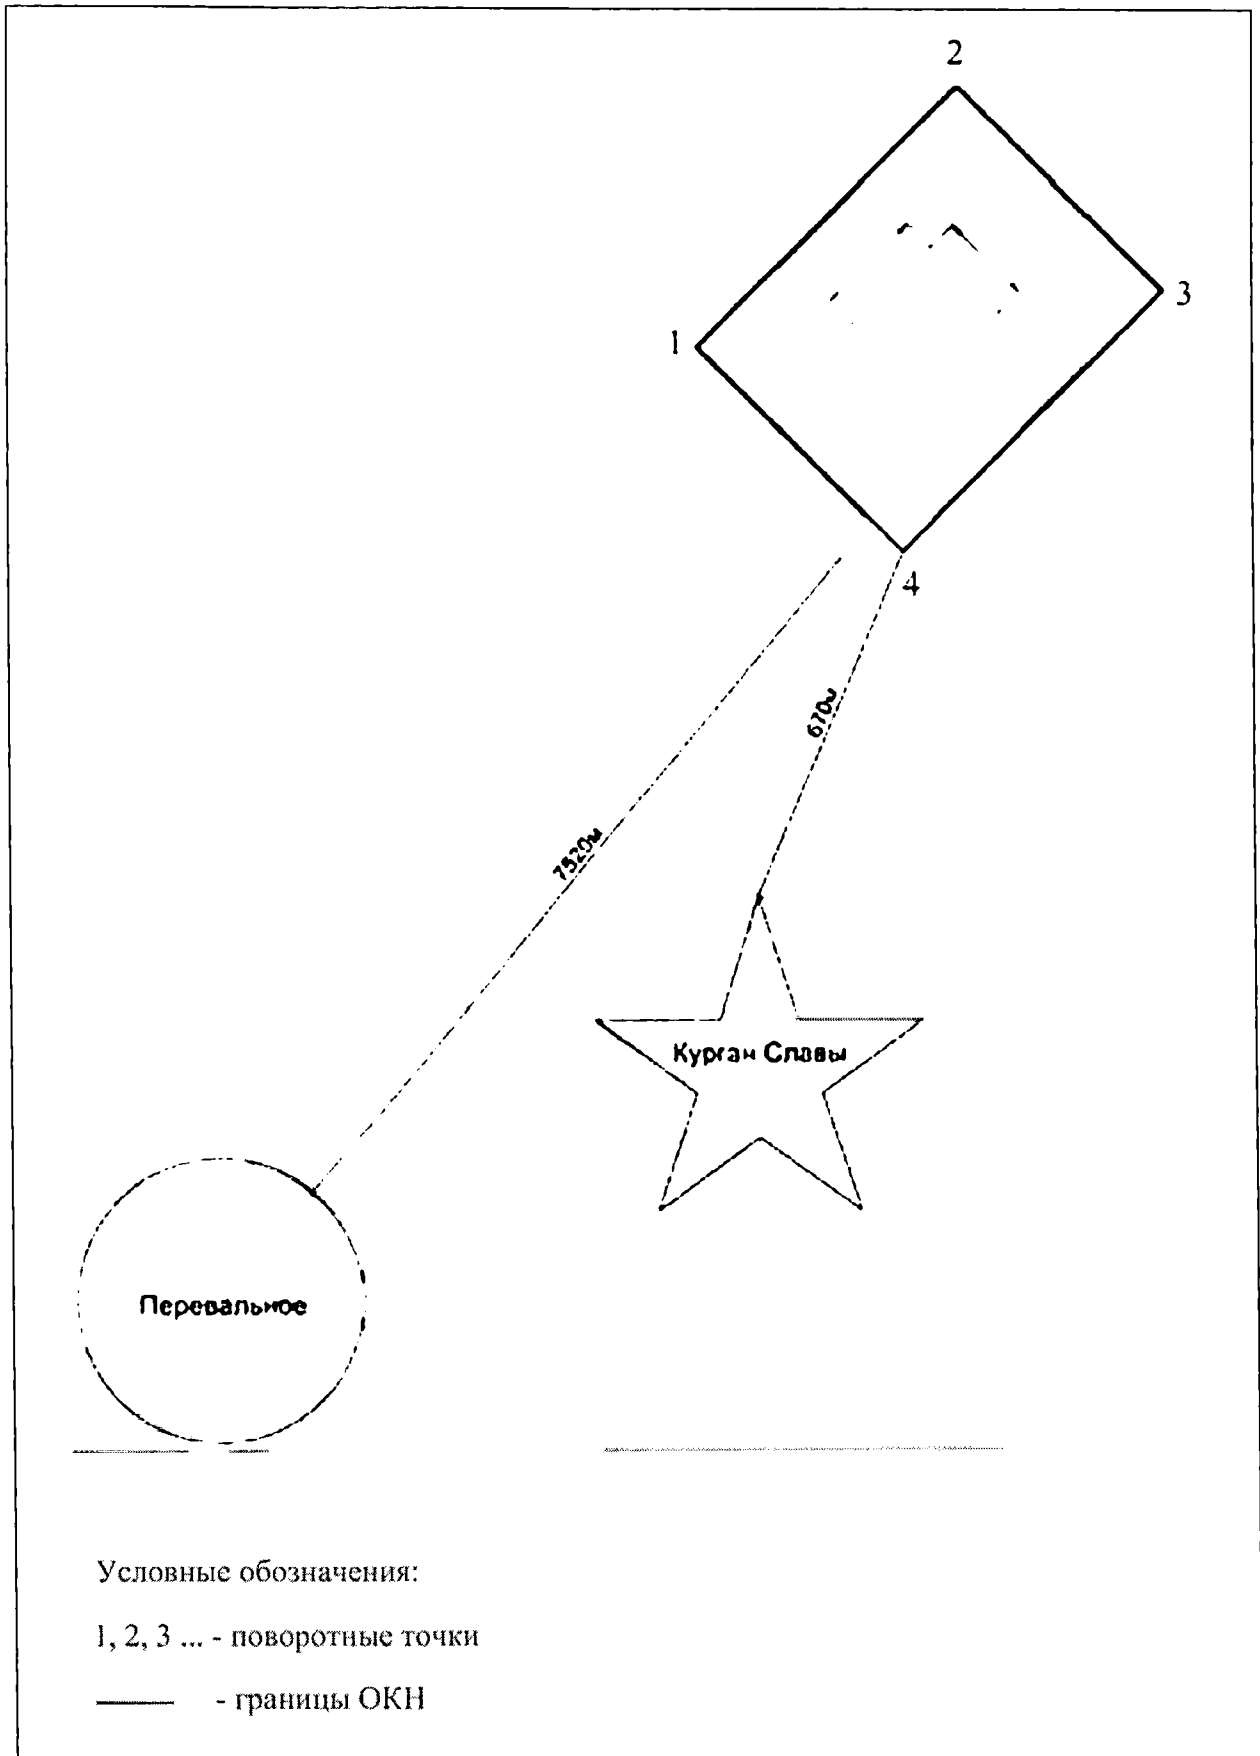 2
3
1
4
670м
7520м
Курган Славы
Перевальное
Условные обозначения:
1, 2, 3 ... - поворотные точки
- границы ОКН